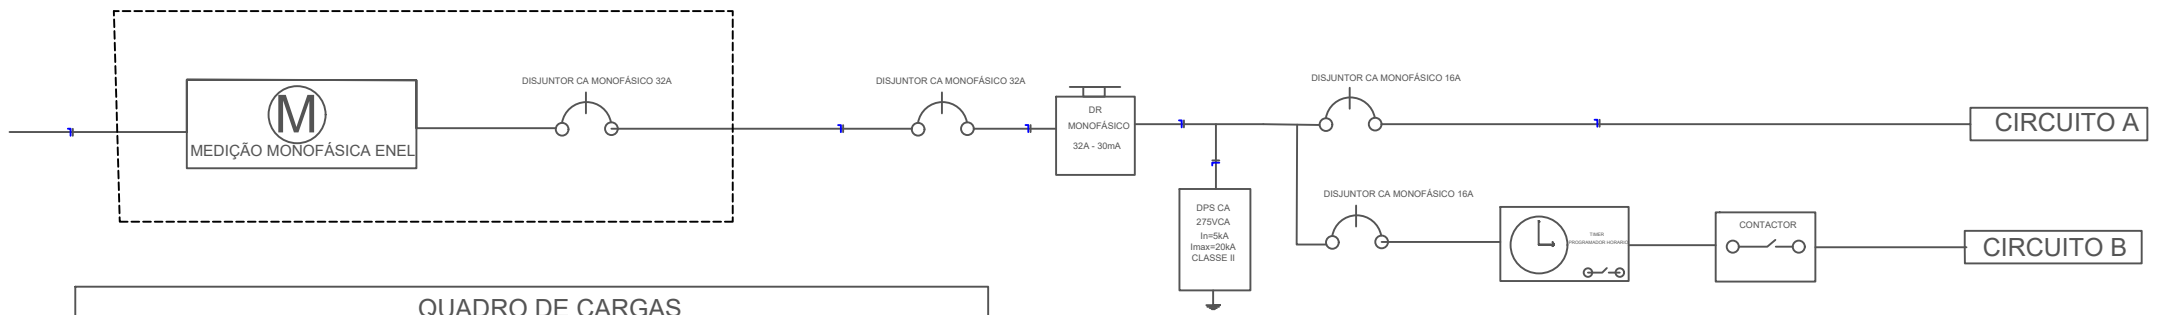 DISJUNTOR CA MONOFÁSICO 32A
M
MEDIÇÃO MONOFÁSICA ENEL
DISJUNTOR CA MONOFÁSICO 32A
DR
MONOFÁSICO
32A - 30mA
DISJUNTOR CA MONOFÁSICO 16A
CIRCUITO A
DPS CA
275VCA
In=5kA
Imax=20kA
CLASSE II
DISJUNTOR CA MONOFÁSICO 16A
TIMER
PROGRAMADOR HORARIO
CONTACTOR
CIRCUITO B
QUADRO DE CARGAS